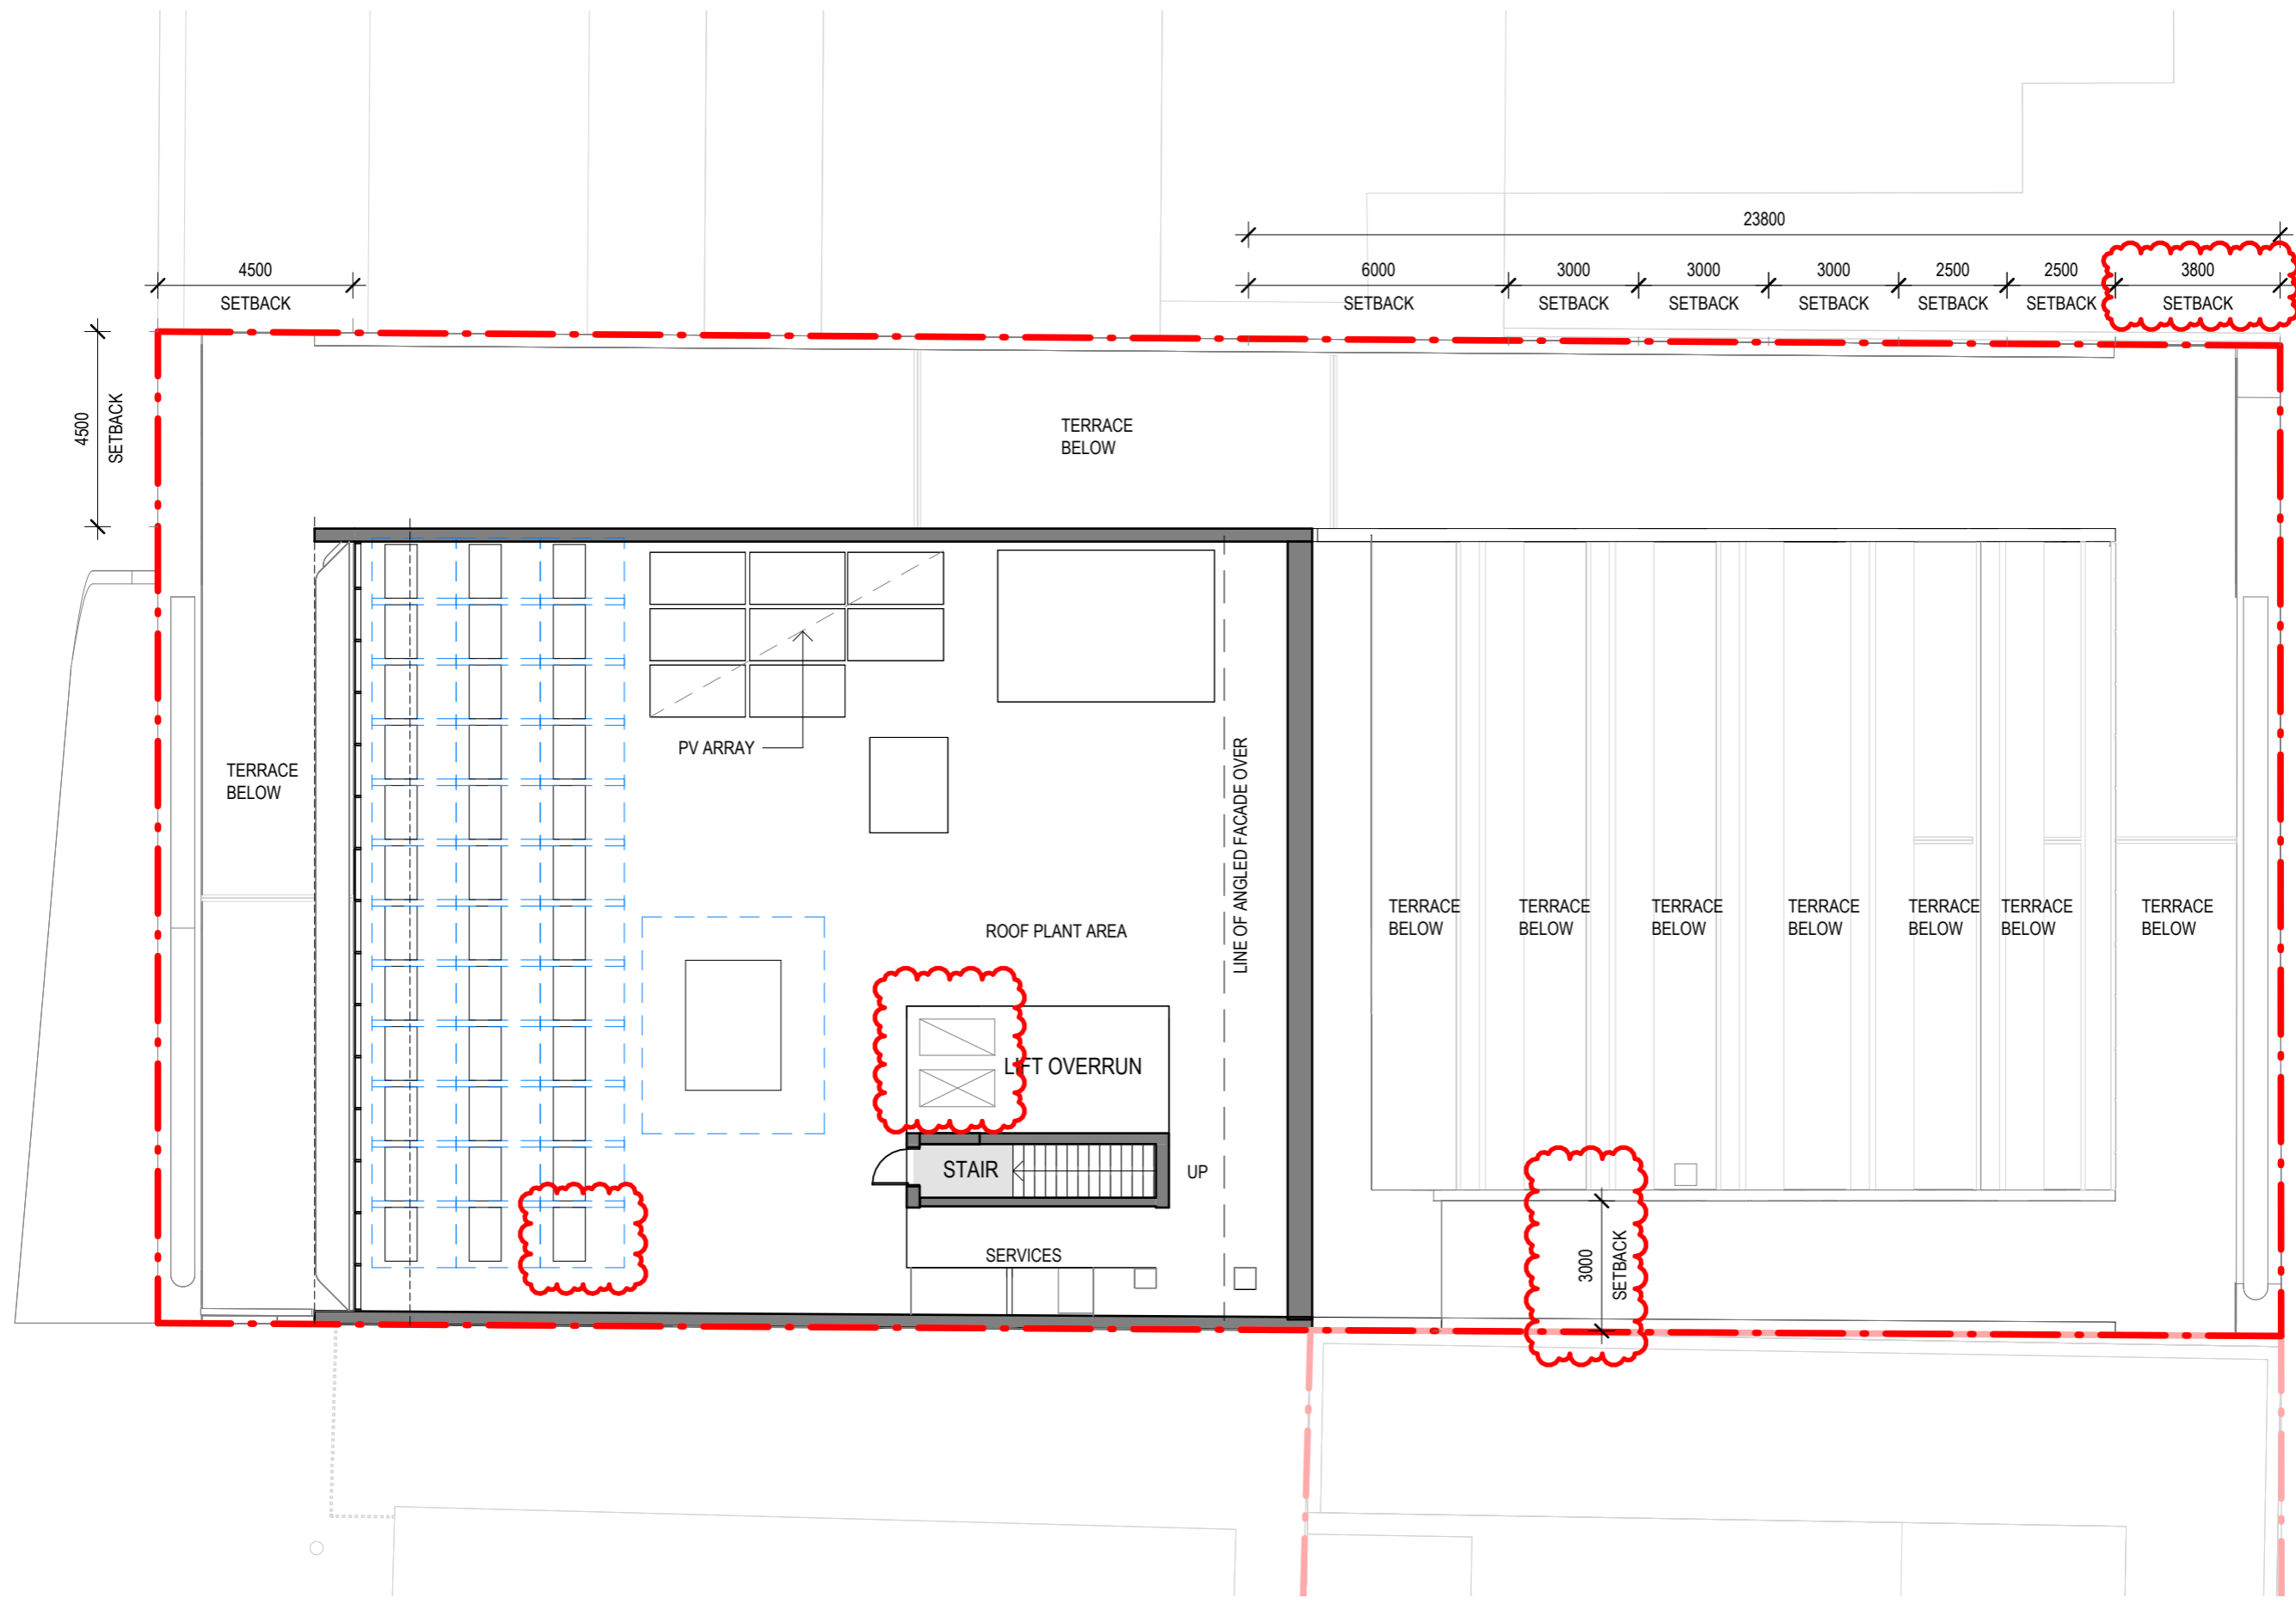 23800
4500
6000
3000
3000
3000
2500
2500
3800
SETBACK
SETBACK
SETBACK
SETBACK
SETBACK
SETBACK
SETBACK
SETBACK
4500
SETBACK
TERRACE
BELOW
PV ARRAY
TERRACE
BELOW
LINE OF ANGLED FACADE OVER
ROOF PLANT AREA
TERRACE
BELOW
TERRACE
BELOW
TERRACE
BELOW
TERRACE
BELOW
TERRACE
BELOW
TERRACE
BELOW
TERRACE
BELOW
LIFT OVERRUN
STAIR
UP
SERVICES
3000
SETBACK